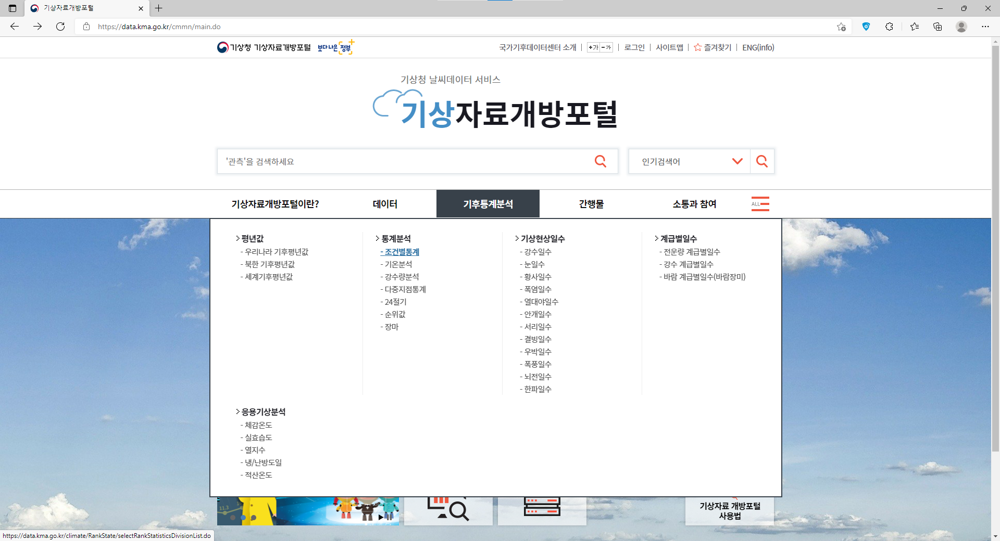 기상자료개방포털
https://data.kma.go.kr/cmmn/main.do
기상청 기상자료개방포털 보다나은 정부
국가기후데이터센터 소개 | +가 -가 | 로그인 | 사이트맵 | 즐겨찾기 | ENG(info)
기상청 날씨데이터 서비스
기상자료개방포털
'관측'을 검색하세요
인기검색어
기상자료개방포털이란? 데이터 기후통계분석 간행물 소통과 참여 ALL
평년값
- 우리나라 기후평년값
- 북한 기후평년값
- 세계기후평년값
통계분석
- 조건별통계
- 기온분석
- 강수량분석
- 다중지점통계
- 24절기
- 순위값
- 장마
기상현상일수
- 강수일수
- 눈일수
- 황사일수
- 폭염일수
- 열대야일수
- 안개일수
- 서리일수
- 결빙일수
- 우박일수
- 폭풍일수
- 뇌전일수
- 한파일수
계급별일수
- 전운량 계급별일수
- 강수 계급별일수
- 바람 계급별일수(바람장미)
응용기상분석
- 체감온도
- 실효습도
- 열지수
- 냉/난방도일
- 적산온도
11.3
기상자료 개방포털
사용법
https://data.kma.go.kr/climate/RankState/selectRankStatisticsDivisionList.do